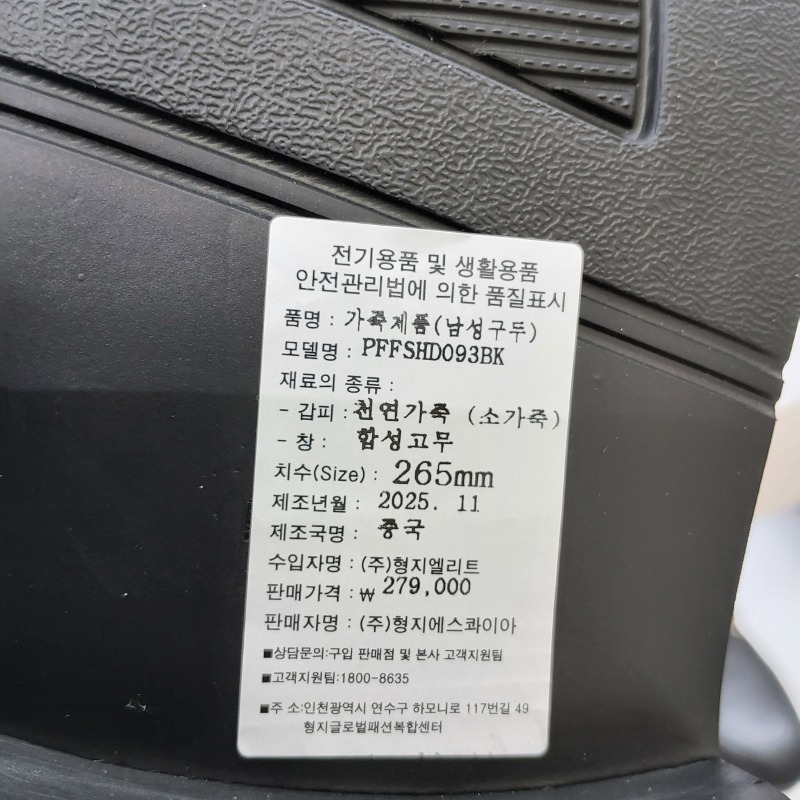 전기용품 및 생활용품
안전관리법에 의한 품질표시
품명 : 가죽제품(남성구두)
모델명 : PFFSHD093BK
재료의 종류 :
- 갑피 : 천연가죽 (소가죽)
- 창 : 합성고무
치수(Size) : 265mm
제조년월 : 2025. 11
제조국명 : 중국
수입자명 : (주)형지엘리트
판매가격 : ₩ 279,000
판매자명 : (주)형지에스콰이아
■상담문의:구입 판매점 및 본사 고객지원팀
■고객지원팀:1800-8635
■주 소:인천광역시 연수구 하모니로 117번길 49
형지글로벌패션복합센터